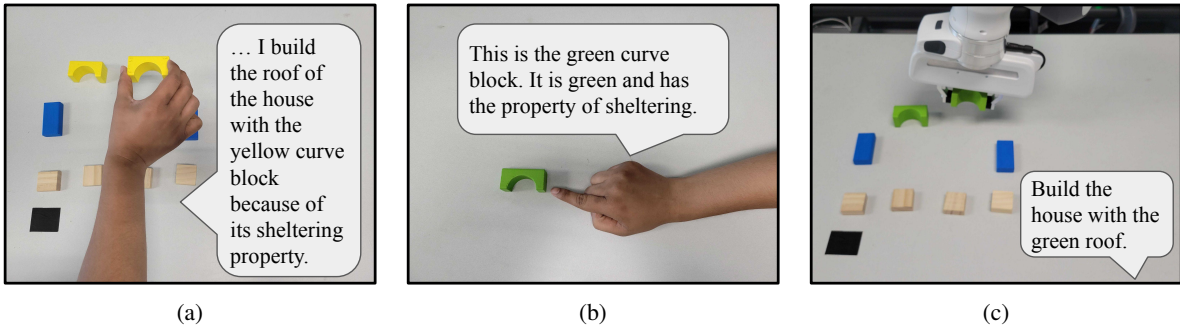 … I build
the roof of
the house
with the
yellow curve
block
because of
its sheltering
property.
This is the green curve
block. It is green and has
the property of sheltering.
Build the
house with the
green roof.
(a)
(b)
(c)